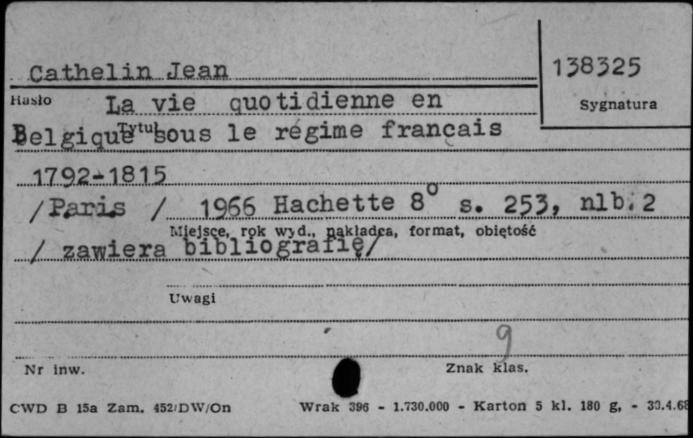 Cathelin Jean
138325
Hasło
La vie quotidienne en
Sygnatura
Belgique sous le régime français
Tytuł
1792-1815
/Paris / 1966 Hachette 8° s. 253, nlb. 2
Miejsce, rok wyd., nakładca, format, objętość
/ zawiera bibliografię/
Uwagi
9
Nr inw.
Znak klas.
CWD B 15a Zam. 452/DW/On Wrak 396 - 1.730.000 - Karton 5 kl. 180 g, - 30.4.68